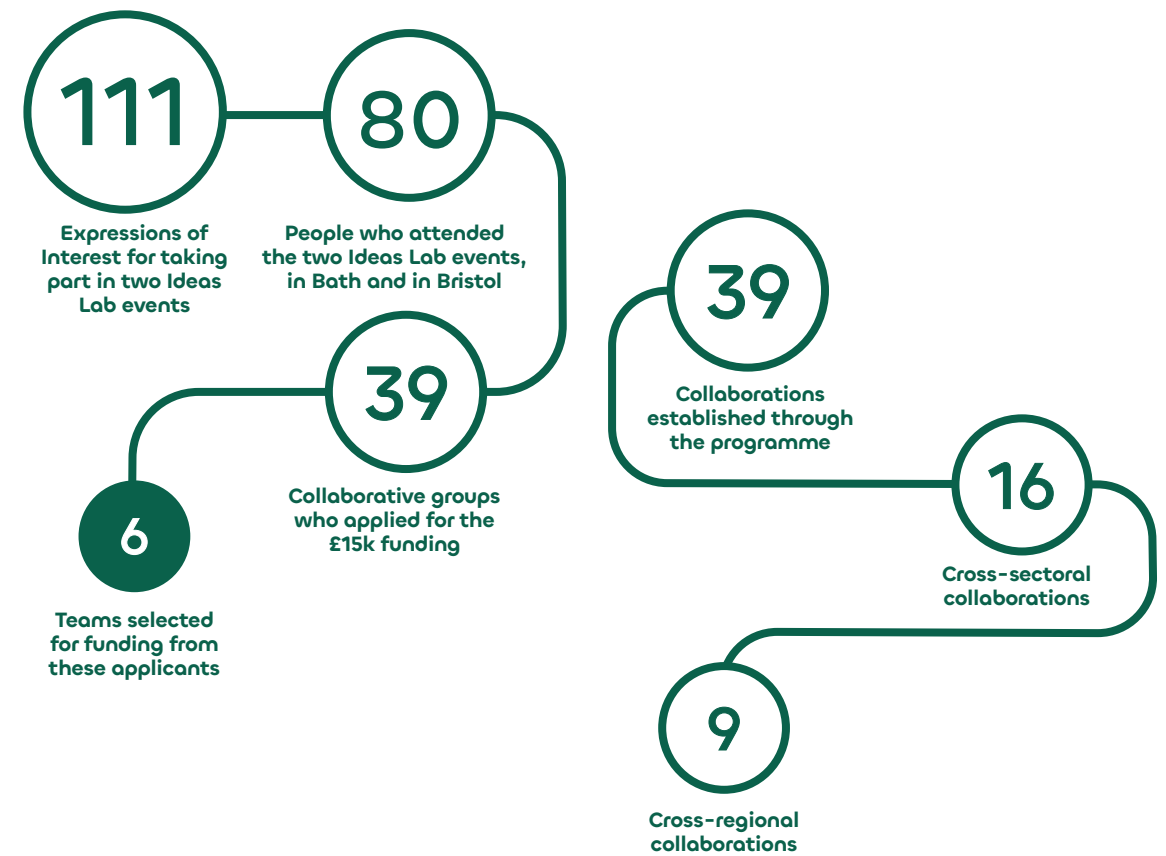 111
Expressions of
Interest for taking
part in two Ideas
Lab events
80
People who attended
the two Ideas Lab events,
in Bath and in Bristol
39
Collaborative groups
who applied for the
£15k funding
6
Teams selected
for funding from
these applicants
39
Collaborations
established through
the programme
16
Cross-sectoral
collaborations
9
Cross-regional
collaborations